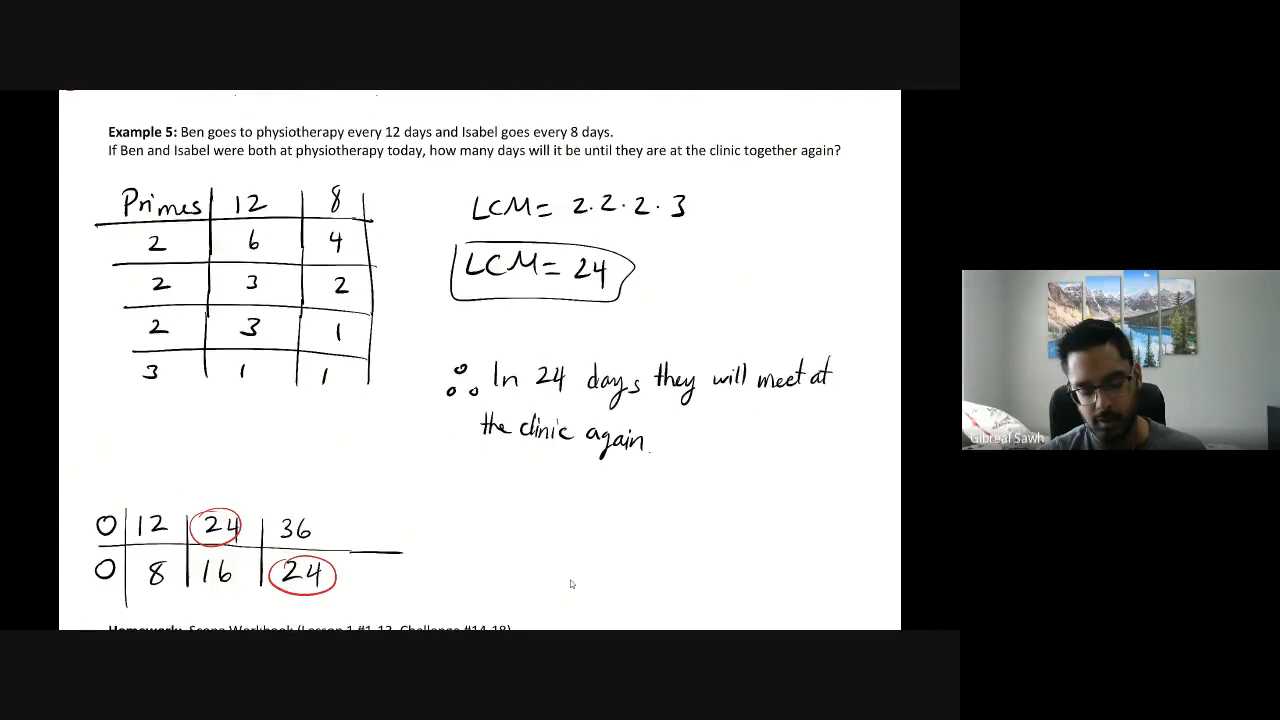 Example 5: Ben goes to physiotherapy every 12 days and Isabel goes every 8 days.
If Ben and Isabel were both at physiotherapy today, how many days will it be until they are at the clinic together again?
Primes 12 8
2 6 4
2 3 2
2 3 1
3 1 1
LCM = 2·2·2·3
LCM = 24
∴ In 24 days they will meet at
the clinic again.
0 12 24 36
0 8 16 24
Gibreal Sawh